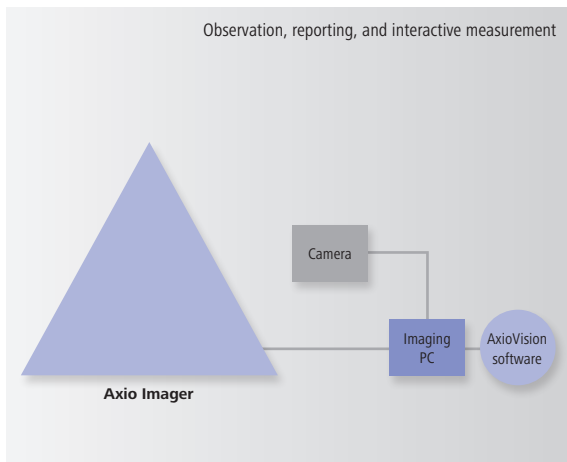 Observation, reporting, and interactive measurement
Camera
Imaging
PC
AxioVision
software
Axio Imager